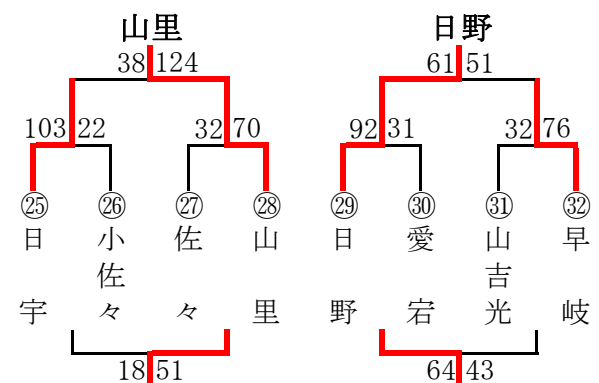 山里 日野
38 124 61 51
103 22 32 70 92 31 32 76
㉕ ㉖ ㉗ ㉘ ㉙ ㉚ ㉛ ㉜
日宇 小佐々 佐々 山里 日野 愛宕 山吉光 早岐
18 51 64 43